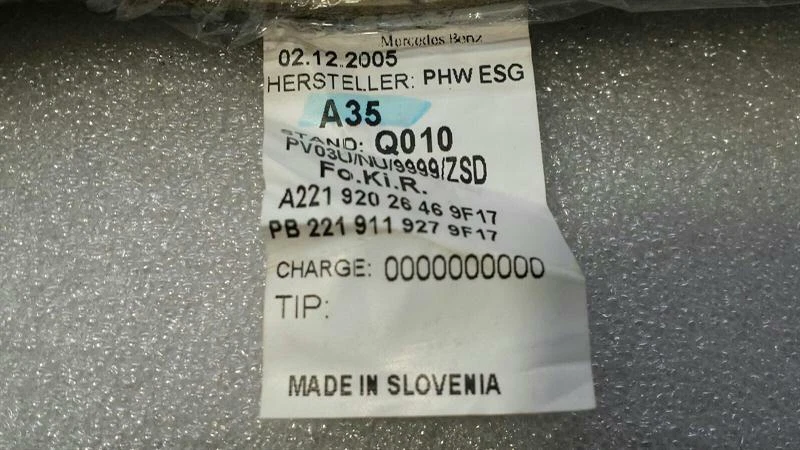 Mercedes Benz
02.12.2005
HERSTELLER: PHW ESG
A35
STAND: Q010
PV03U/NU/9999/ZSD
Fo.Ki.R.
A221 920 26 46 9F17
PB 221 911 927 9F17
CHARGE: 0000000000
TIP:
MADE IN SLOVENIA